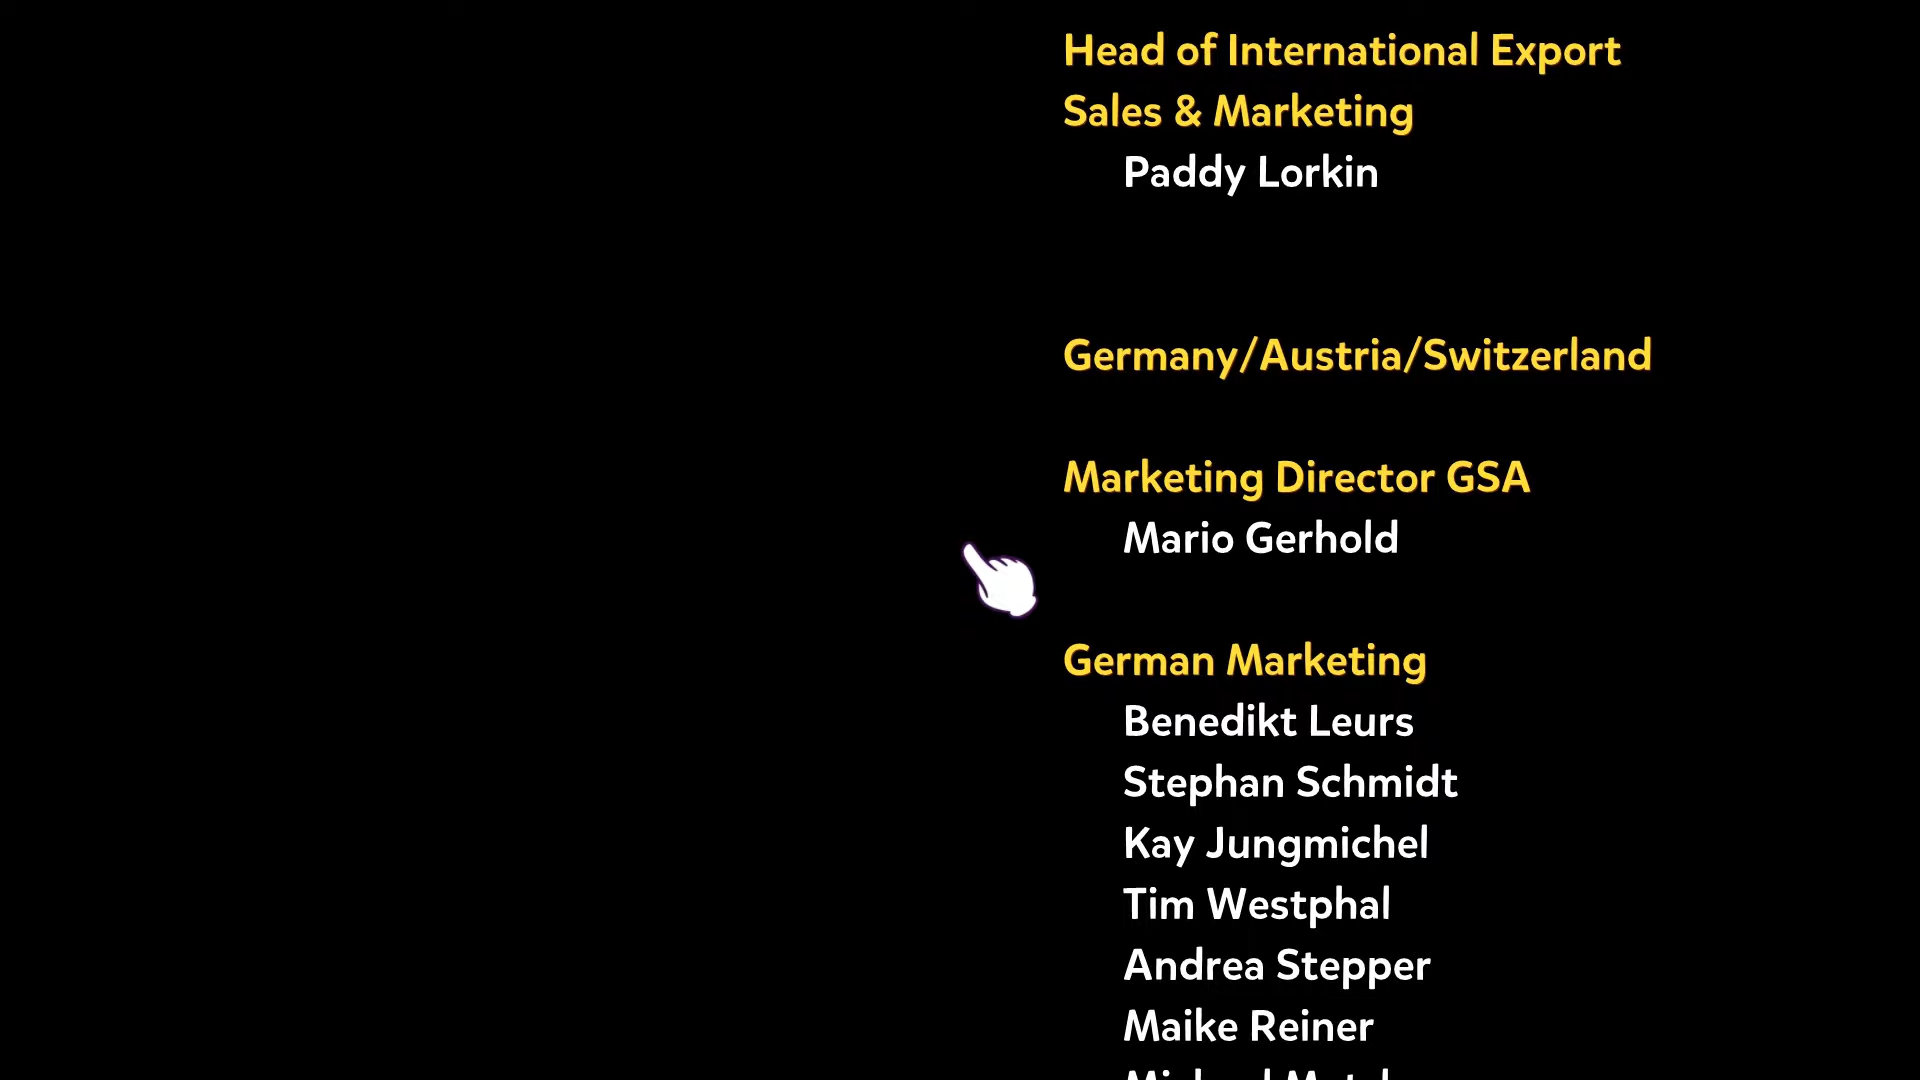 Head of International Export
Sales & Marketing
Paddy Lorkin
Germany/Austria/Switzerland
Marketing Director GSA
Mario Gerhold
German Marketing
Benedikt Leurs
Stephan Schmidt
Kay Jungmichel
Tim Westphal
Andrea Stepper
Maike Reiner